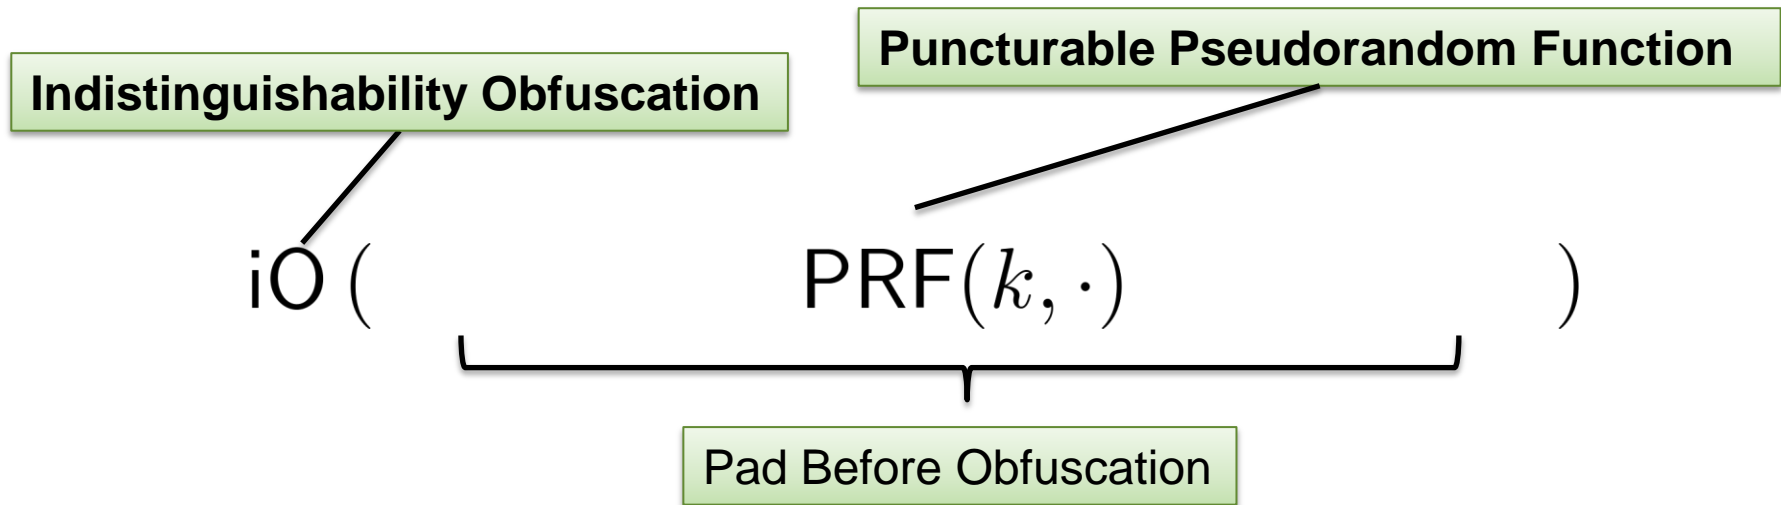 Puncturable Pseudorandom Function
Indistinguishability Obfuscation
iO ( PRF(k, ·) )
Pad Before Obfuscation